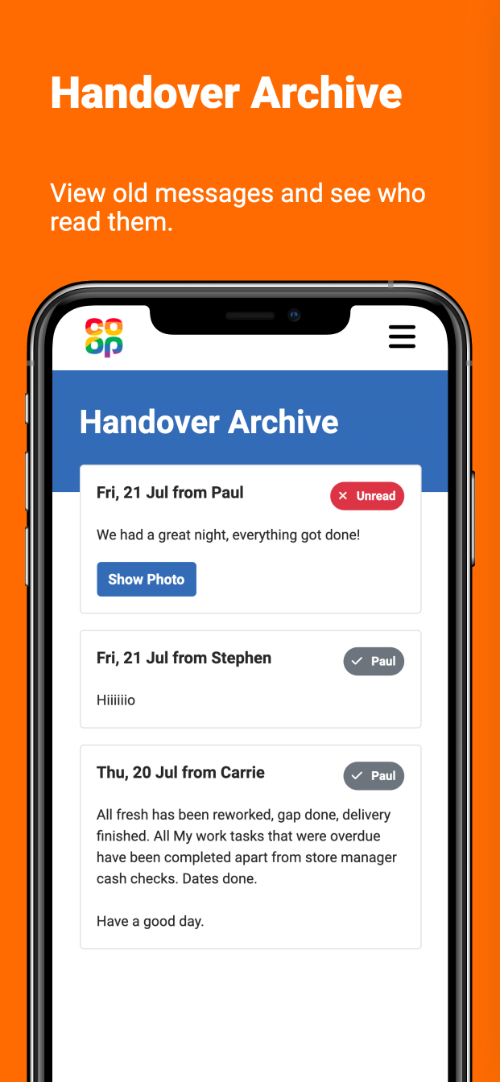 Handover Archive
View old messages and see who
read them.
co
op
Handover Archive
Fri, 21 Jul from Paul
Unread
We had a great night, everything got done!
Show Photo
Fri, 21 Jul from Stephen
Paul
Hiiiiiio
Thu, 20 Jul from Carrie
Paul
All fresh has been reworked, gap done, delivery
finished. All My work tasks that were overdue
have been completed apart from store manager
cash checks. Dates done.
Have a good day.